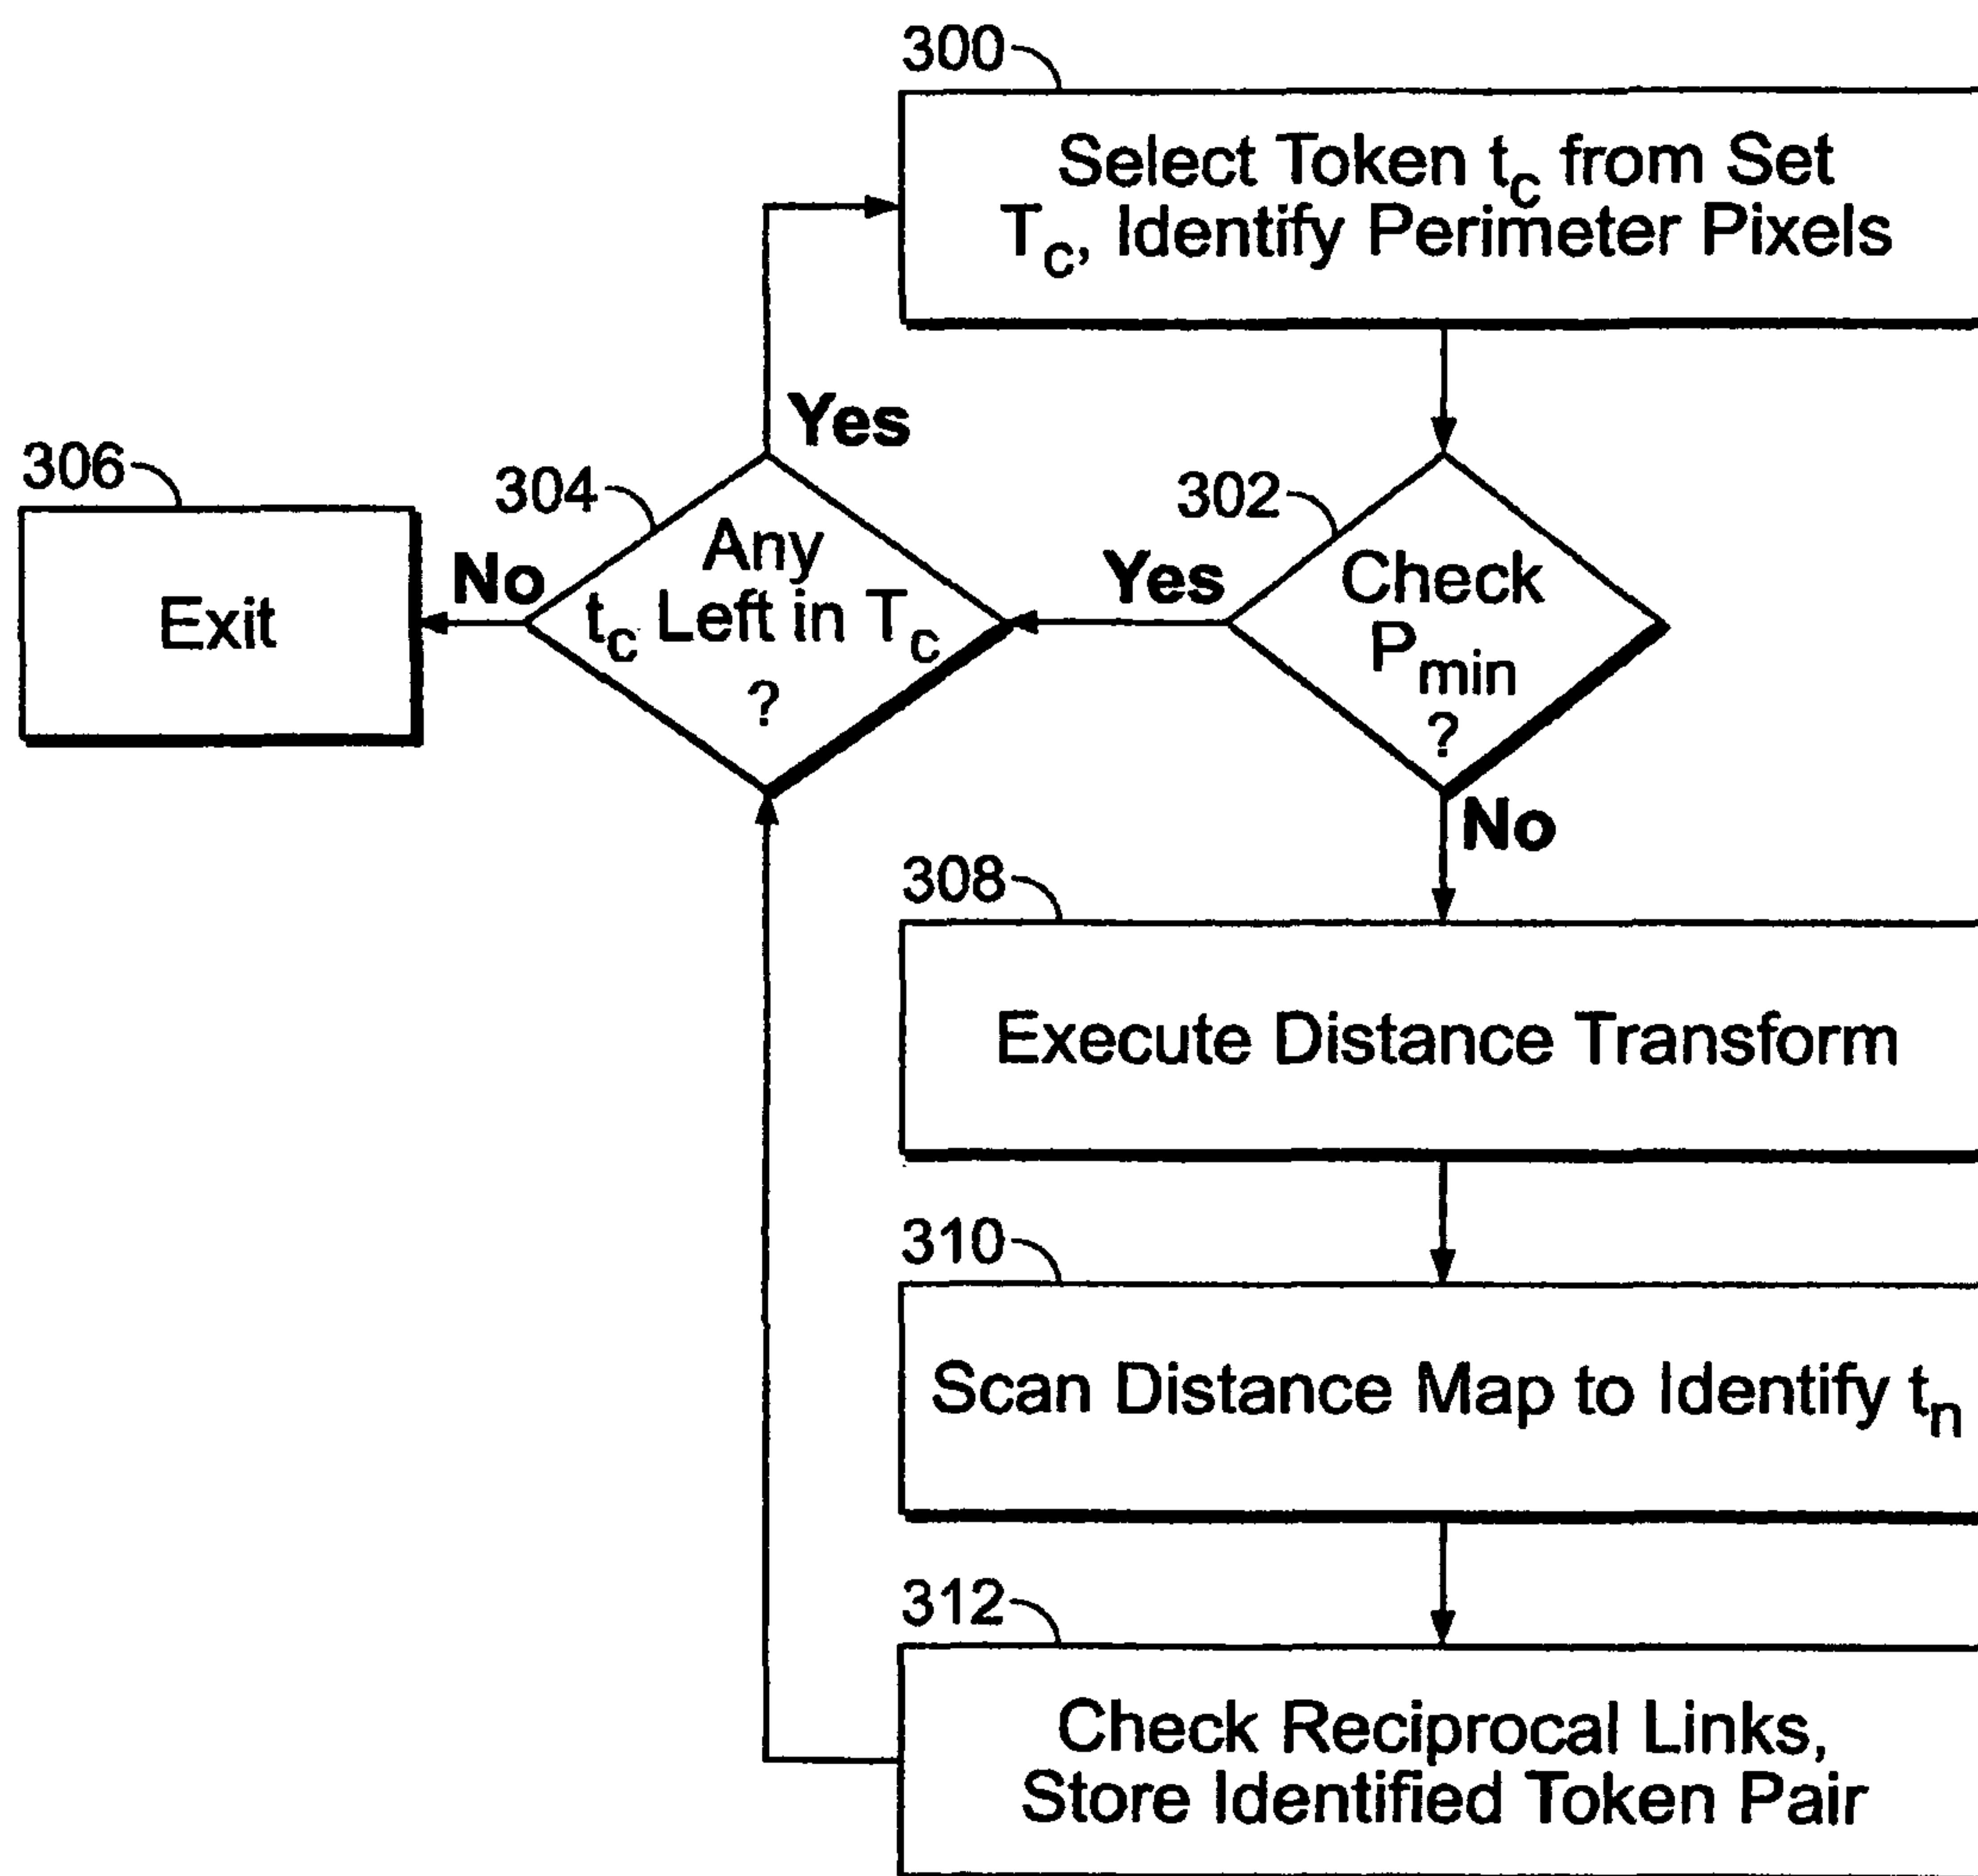 300
Select Token tc from Set
Tc, Identify Perimeter Pixels
Yes
306
304
302
Exit
No
Any
tc Left in Tc
?
Yes
Check
Pmin
?
No
308
Execute Distance Transform
310
Scan Distance Map to Identify tn
312
Check Reciprocal Links,
Store Identified Token Pair